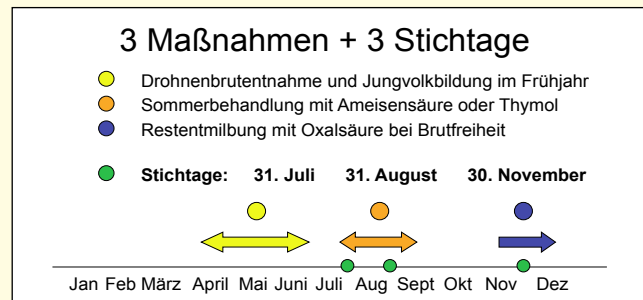 3 Maßnahmen + 3 Stichtage
Drohnenbrutentnahme und Jungvolkbildung im Frühjahr
Sommerbehandlung mit Ameisensäure oder Thymol
Restentmilbung mit Oxalsäure bei Brutfreiheit
Stichtage: 31. Juli 31. August 30. November
Jan Feb März April Mai Juni Juli Aug Sept Okt Nov Dez